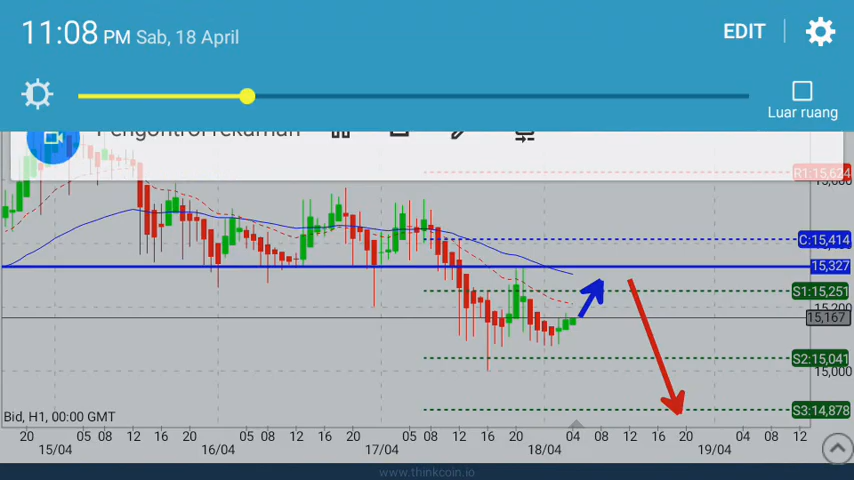 11:08 PM Sab, 18 April
EDIT
Luar ruang
Pengontrol rekaman
R1:15,624
C:15,414
15,327
S1:15,251
15,200
15,167
S2:15,041
15,000
S3:14,878
Bid, H1, 00:00 GMT
20 05 08 12 16 20 04 08 12 16 20 05 08 12 16 20 04 08 12 16 20 04 08 12
15/04 16/04 17/04 18/04 19/04
www.thinkcoin.io